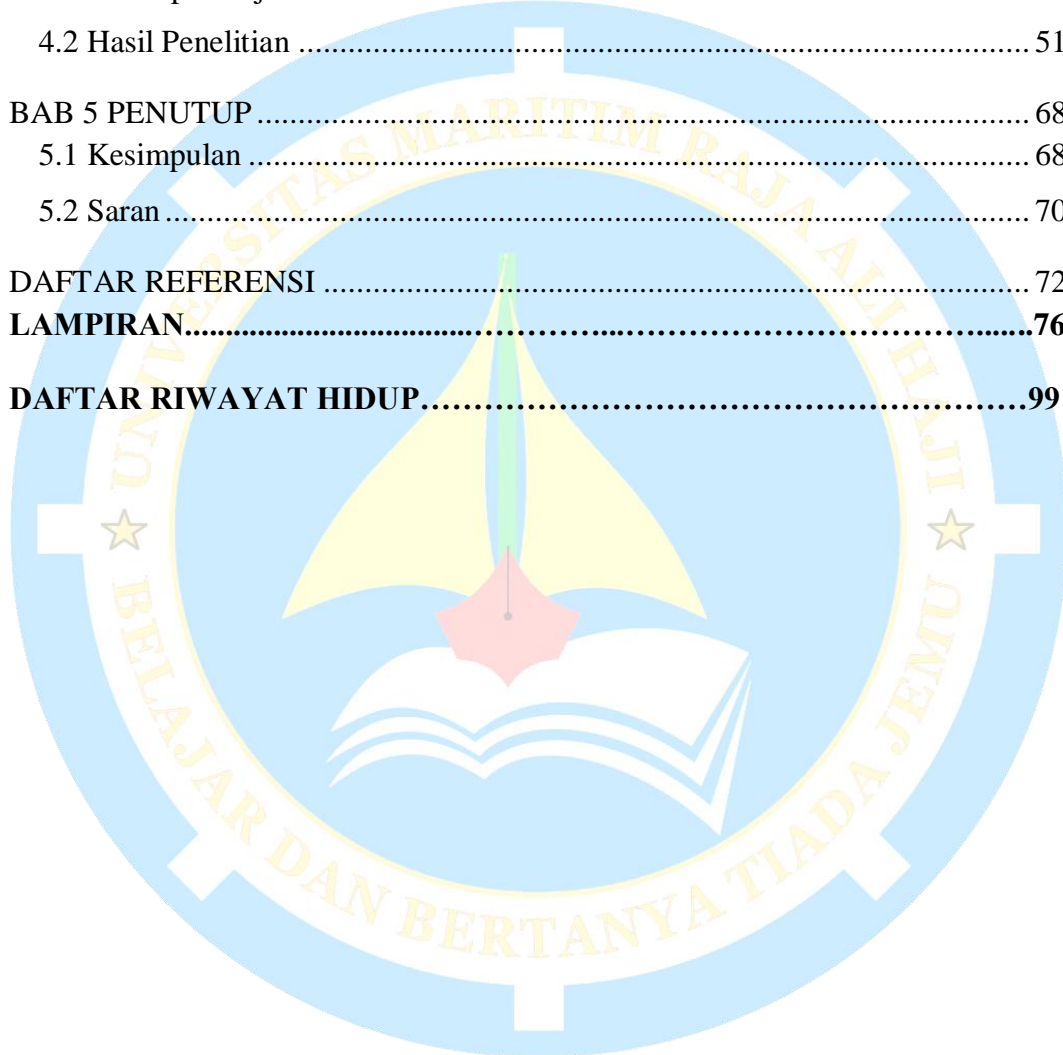 4.2 Hasil Penelitian ........................................................................................... 51
BAB 5 PENUTUP ................................................................................................ 68
5.1 Kesimpulan ................................................................................................. 68
5.2 Saran ........................................................................................................... 70
DAFTAR REFERENSI ........................................................................................ 72
LAMPIRAN...................................…………...……………………………….......76
DAFTAR RIWAYAT HIDUP………………………………………………99
UNIVERSITAS MARITIM RAJA ALI HAJI
BELAJAR DAN BERTANYA TIADA JEMU